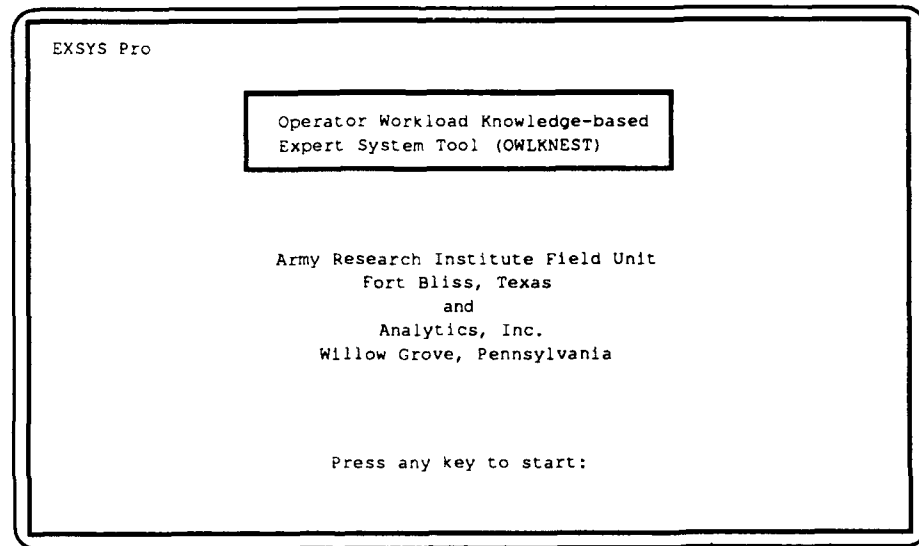 EXSYS Pro
Operator Workload Knowledge-based
Expert System Tool (OWLKNEST)
Army Research Institute Field Unit
Fort Bliss, Texas
and
Analytics, Inc.
Willow Grove, Pennsylvania
Press any key to start: